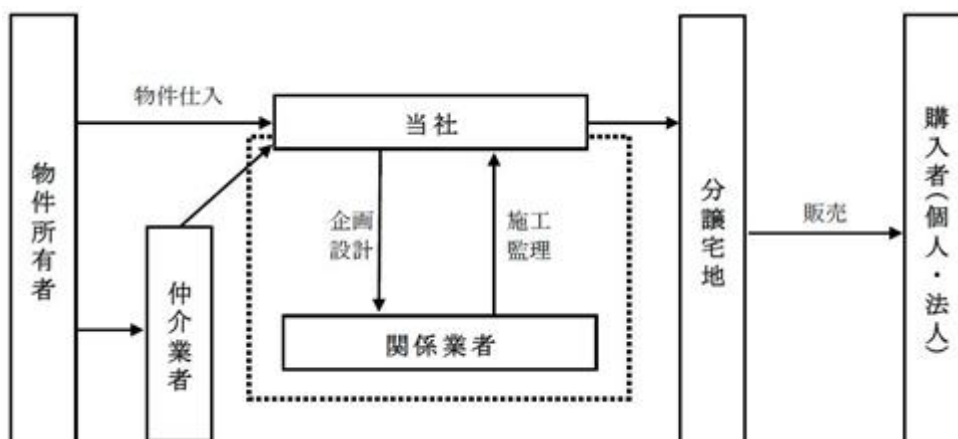 物件所有者
物件仕入
仲介業者
当社
企画
設計
施工
監理
関係業者
分譲宅地
販売
購入者(個人・法人)